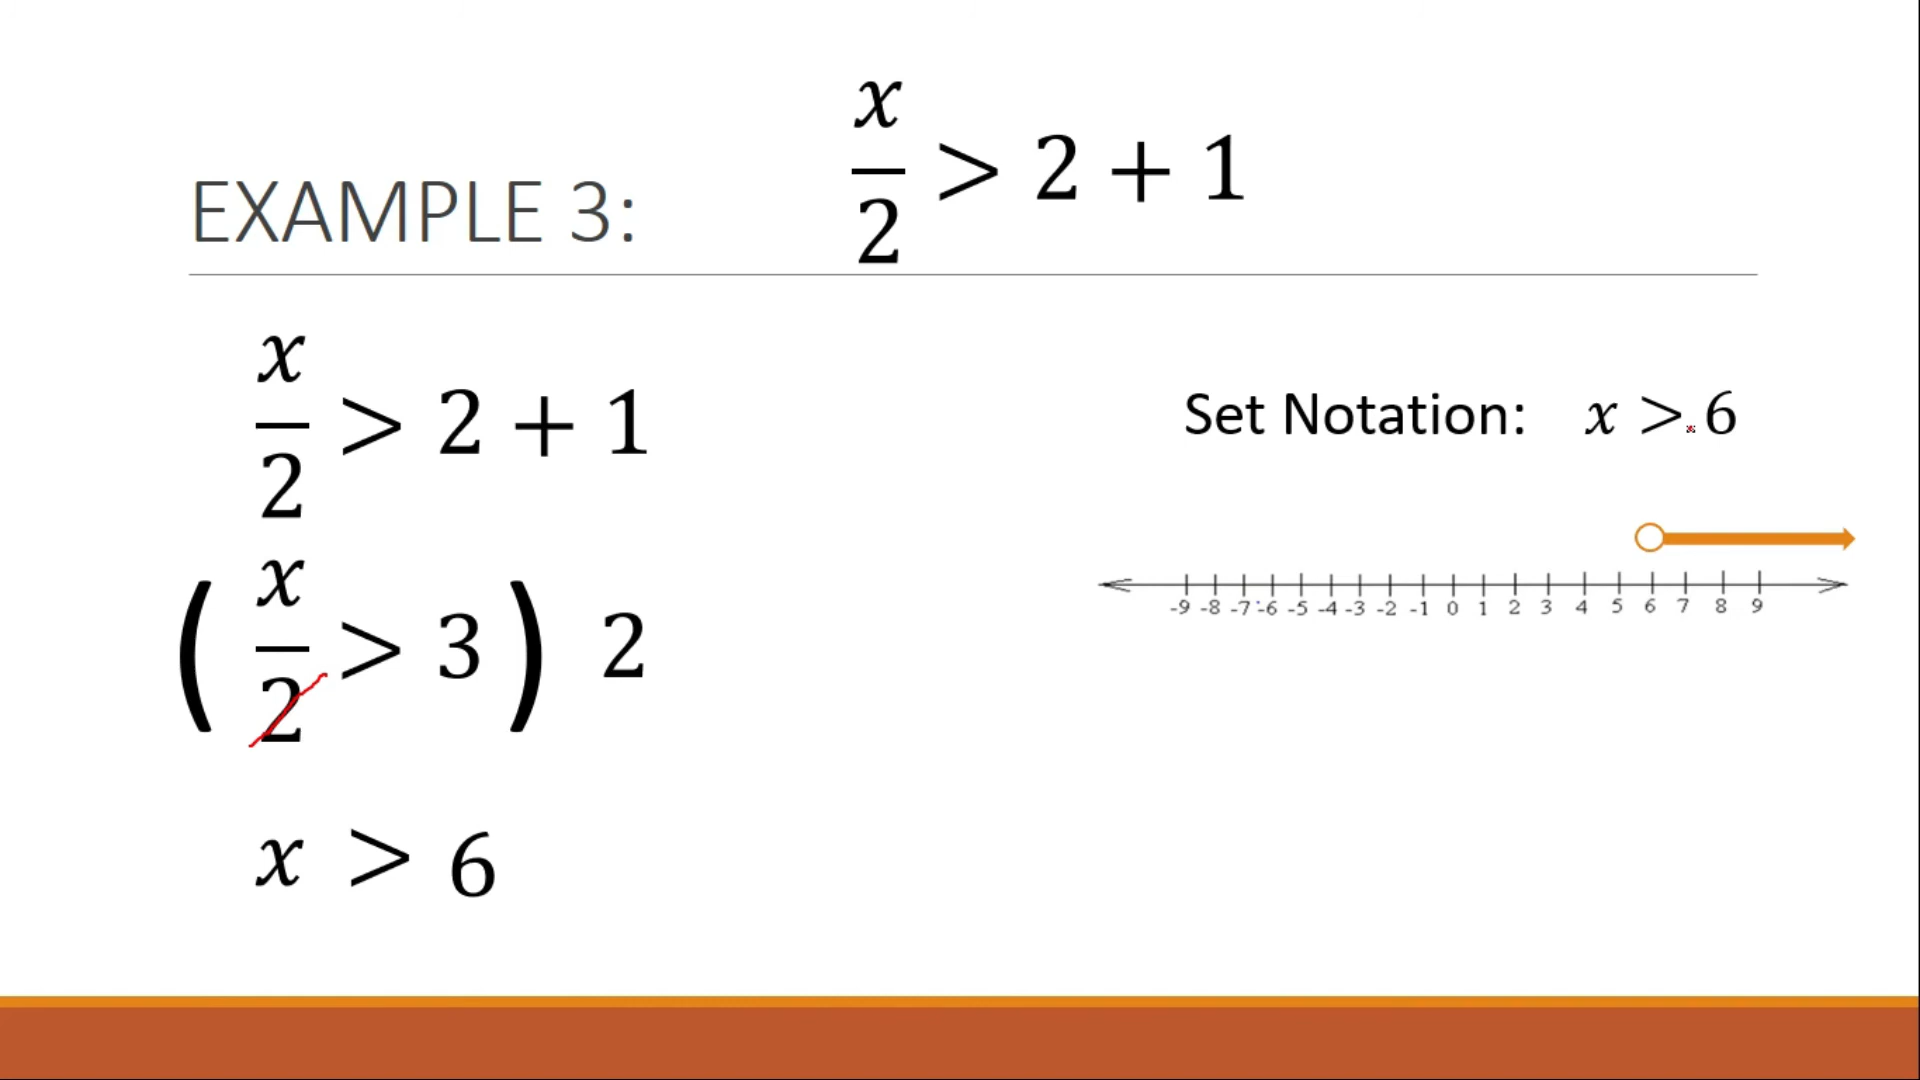 EXAMPLE 3: x/2 > 2 + 1
x/2 > 2 + 1
( x/2 > 3 ) 2
x > 6
Set Notation: x > 6
-9 -8 -7 -6 -5 -4 -3 -2 -1 0 1 2 3 4 5 6 7 8 9